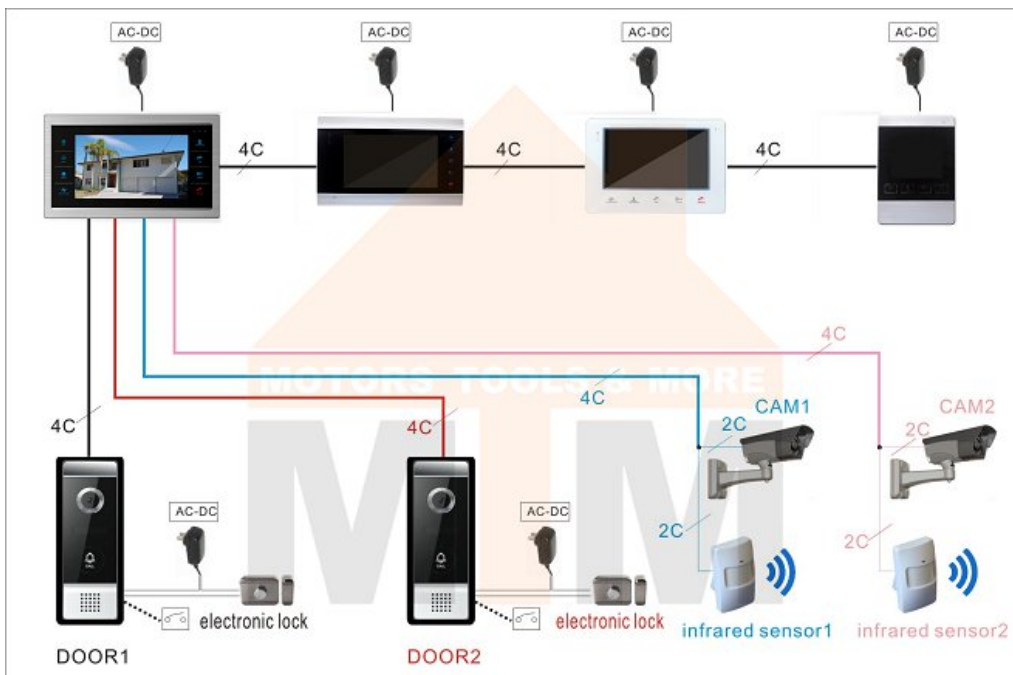 AC-DC
AC-DC
AC-DC
AC-DC
4C
4C
4C
4C
MOTORS TOOLS & MORE
4C
CAM1
CAM2
4C
4C
2C
2C
MTM
AC-DC
AC-DC
2C
2C
electronic lock
electronic lock
infrared sensor1
infrared sensor2
DOOR1
DOOR2